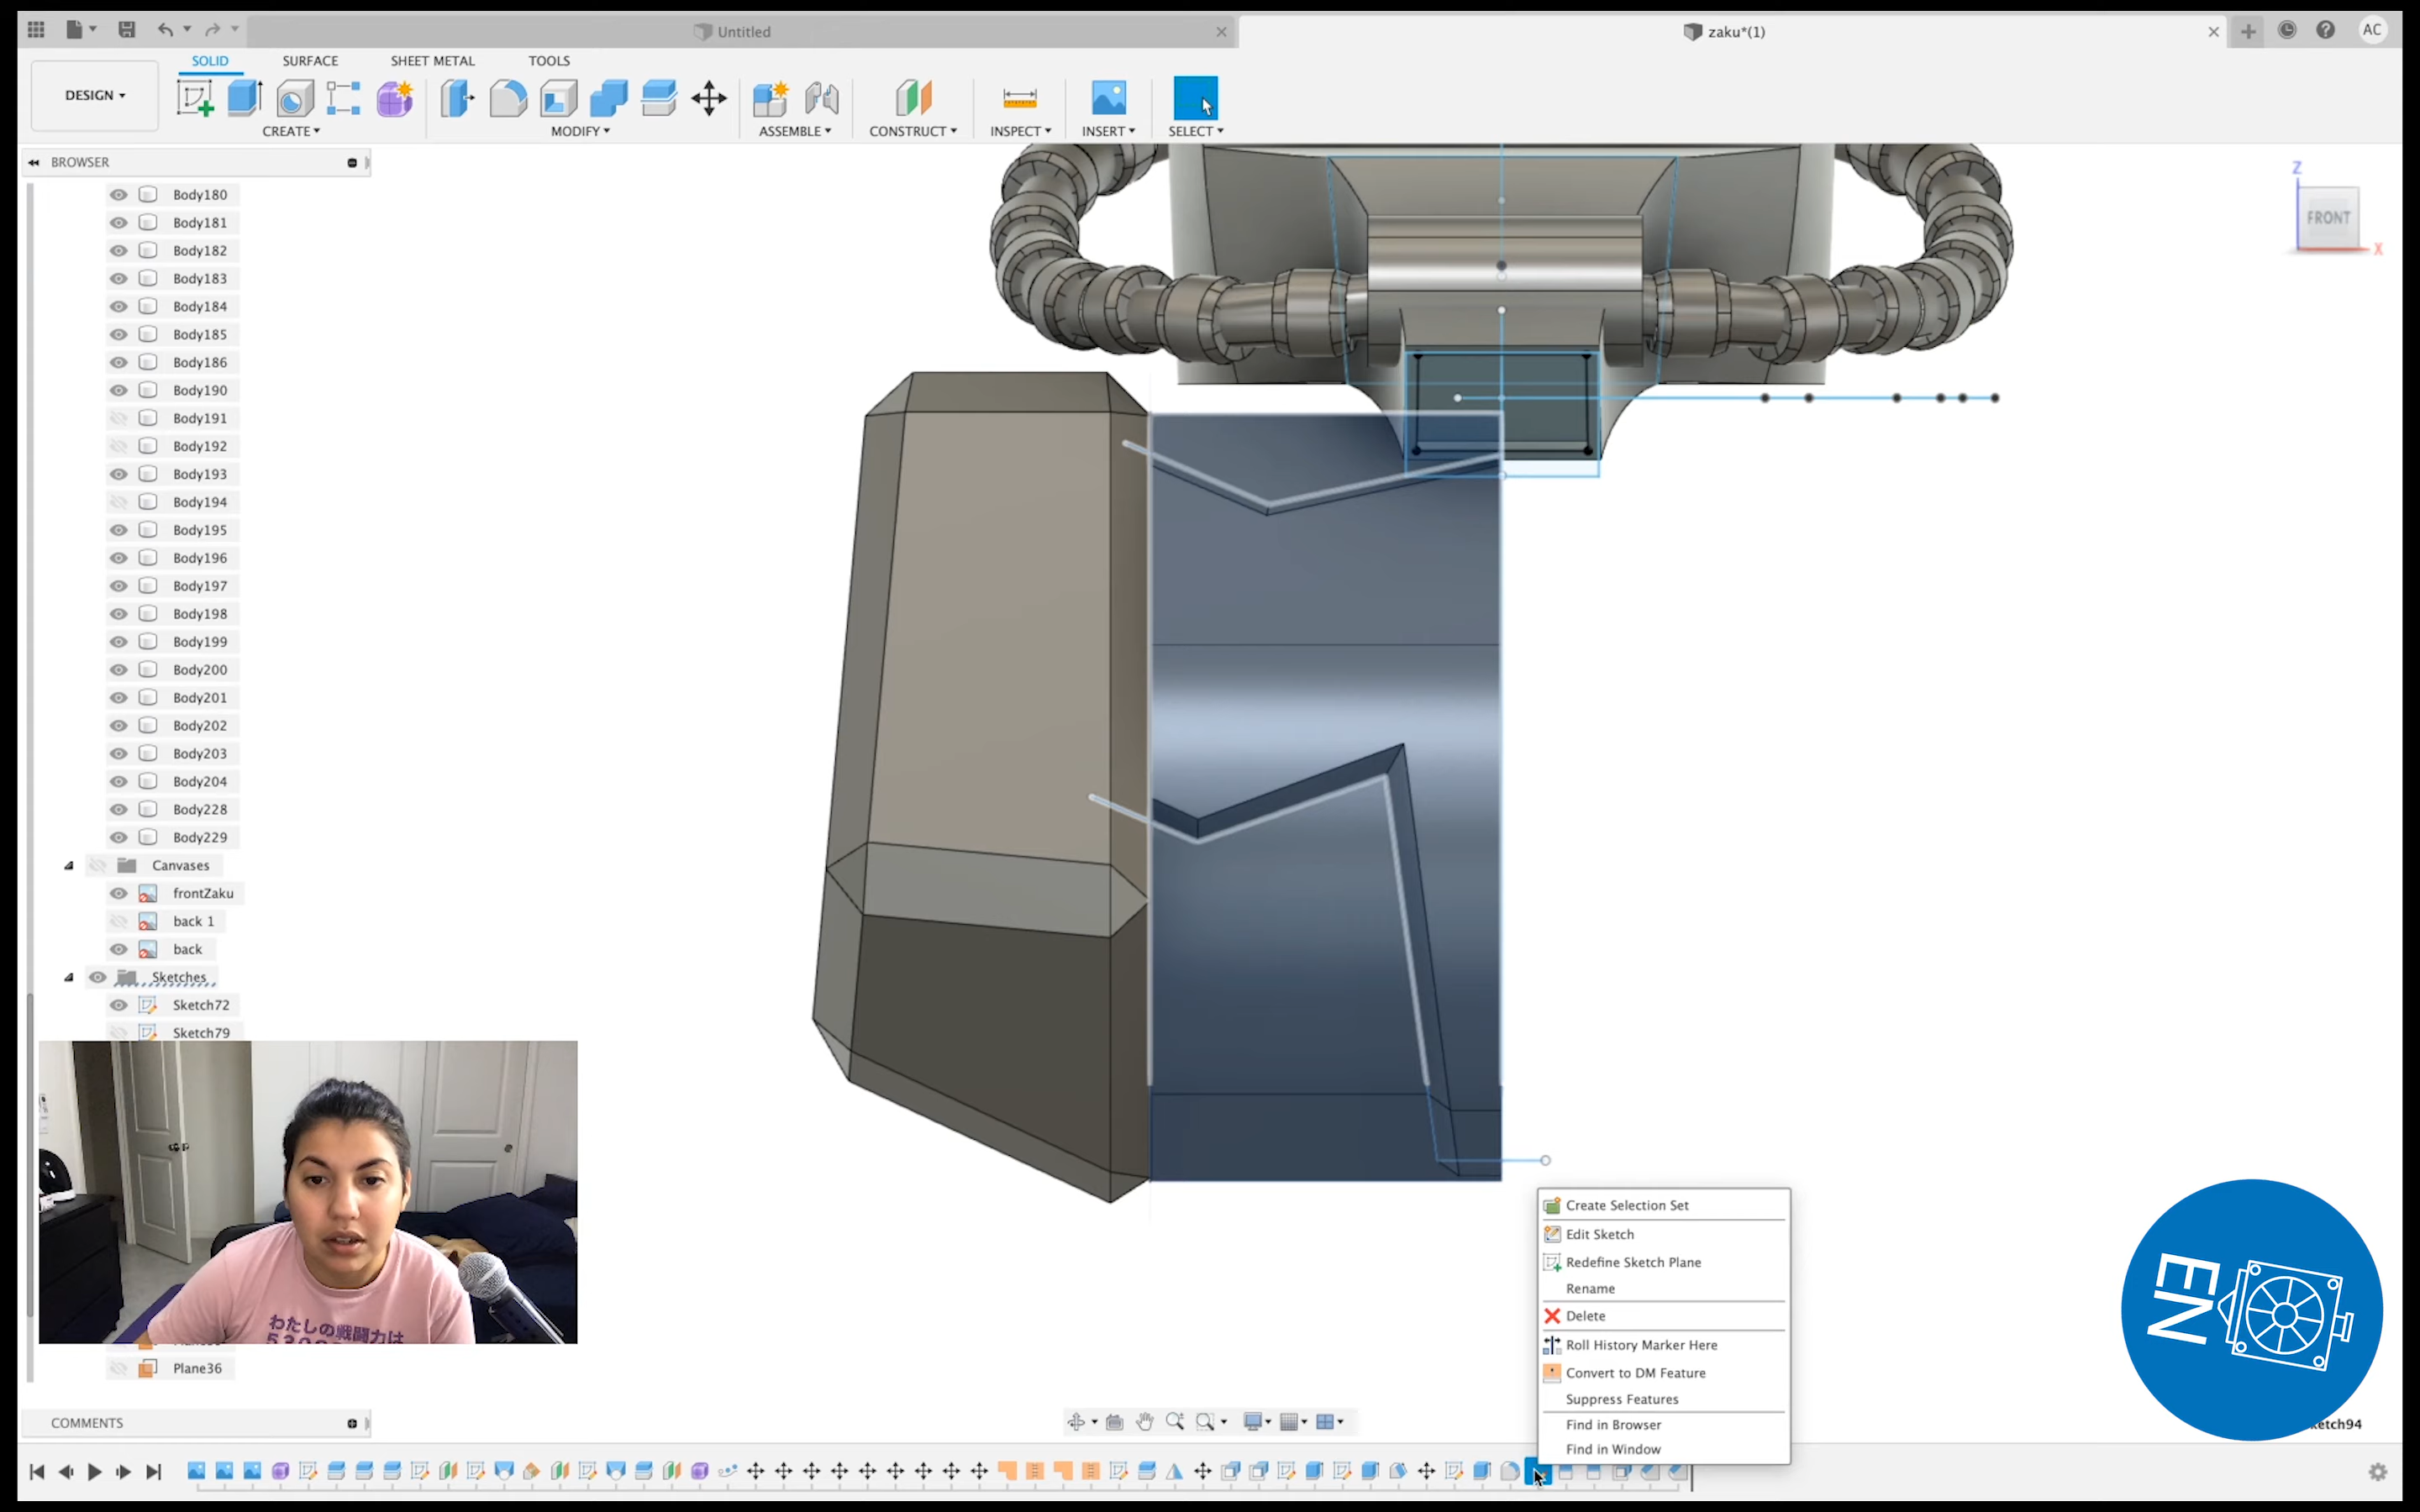 Untitled
zaku*(1)
AC
SOLID
SURFACE
SHEET METAL
TOOLS
DESIGN
CREATE
MODIFY
ASSEMBLE
CONSTRUCT
INSPECT
INSERT
SELECT
BROWSER
Z
FRONT
X
Body180
Body181
Body182
Body183
Body184
Body185
Body186
Body190
Body191
Body192
Body193
Body194
Body195
Body196
Body197
Body198
Body199
Body200
Body201
Body202
Body203
Body204
Body228
Body229
Canvases
frontZaku
back 1
back
Sketches
Sketch72
Sketch79
わたしの戦闘力は
Plane36
Create Selection Set
Edit Sketch
Redefine Sketch Plane
Rename
Delete
Roll History Marker Here
Convert to DM Feature
Suppress Features
Find in Browser
Find in Window
EN
etch94
COMMENTS